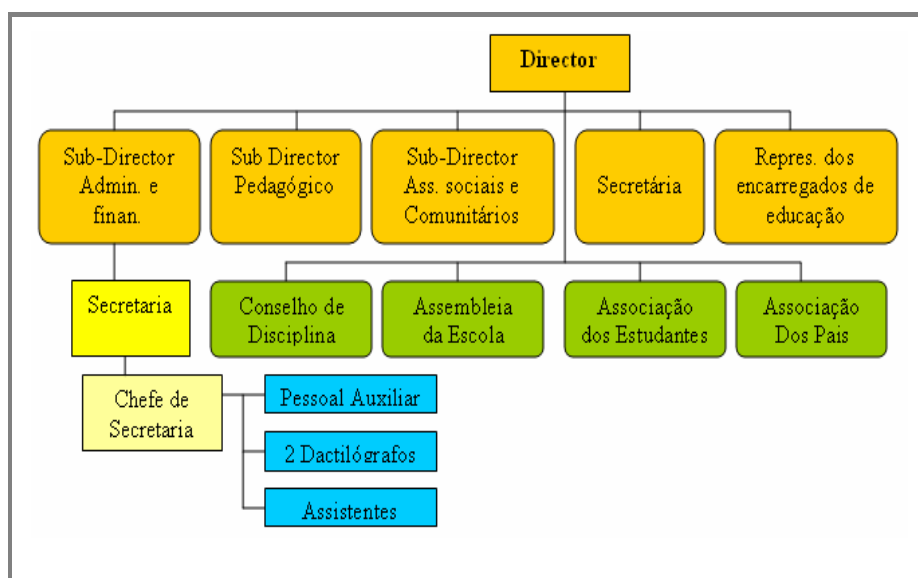 Director
Sub-Director
Admin. e
finan.
Sub Director
Pedagógico
Sub-Director
Ass. sociais e
Comunitários
Secretária
Repres. dos
encarregados de
educação
Secretaria
Conselho de
Disciplina
Assembleia
da Escola
Associação
dos Estudantes
Associação
Dos Pais
Chefe de
Secretaria
Pessoal Auxiliar
2 Dactilógrafos
Assistentes